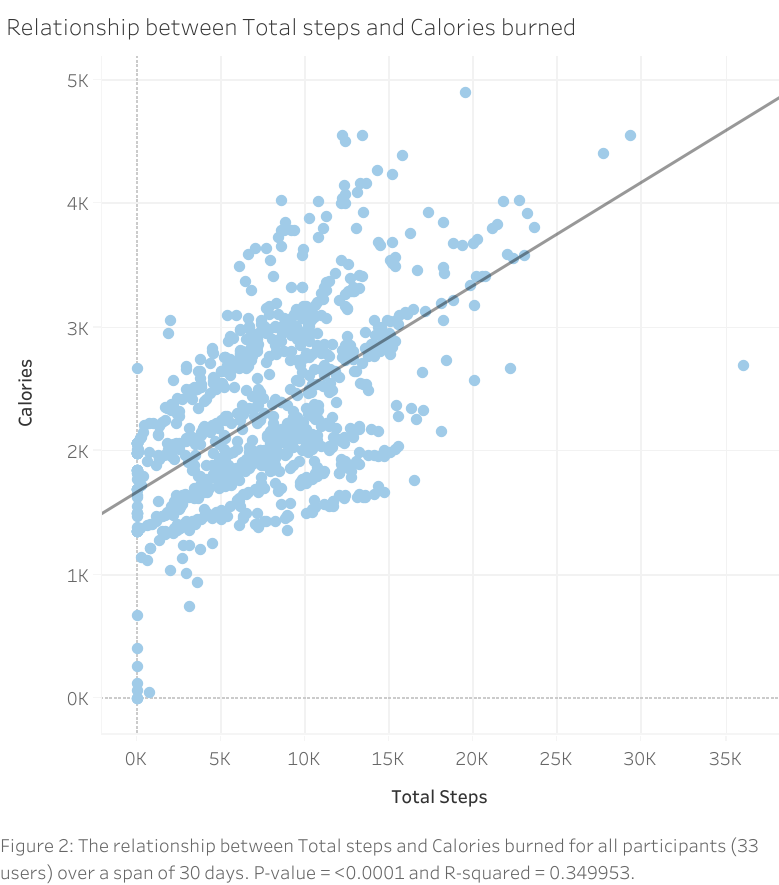 Relationship between Total steps and Calories burned
5K
4K
3K
2K
1K
0K
Calories
0K 5K 10K 15K 20K 25K 30K 35K
Total Steps
Figure 2: The relationship between Total steps and Calories burned for all participants (33
users) over a span of 30 days. P-value = <0.0001 and R-squared = 0.349953.